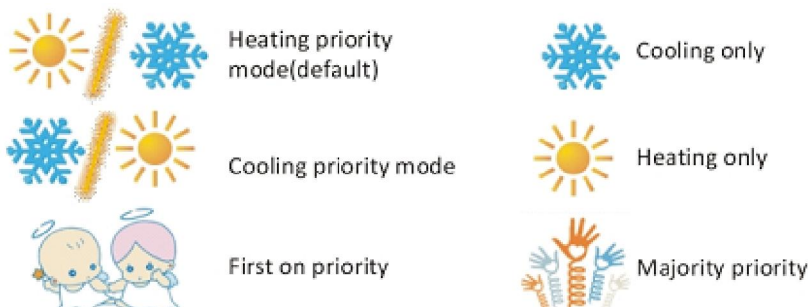 Heating priority
mode(default)
Cooling only
Cooling priority mode
Heating only
First on priority
Majority priority